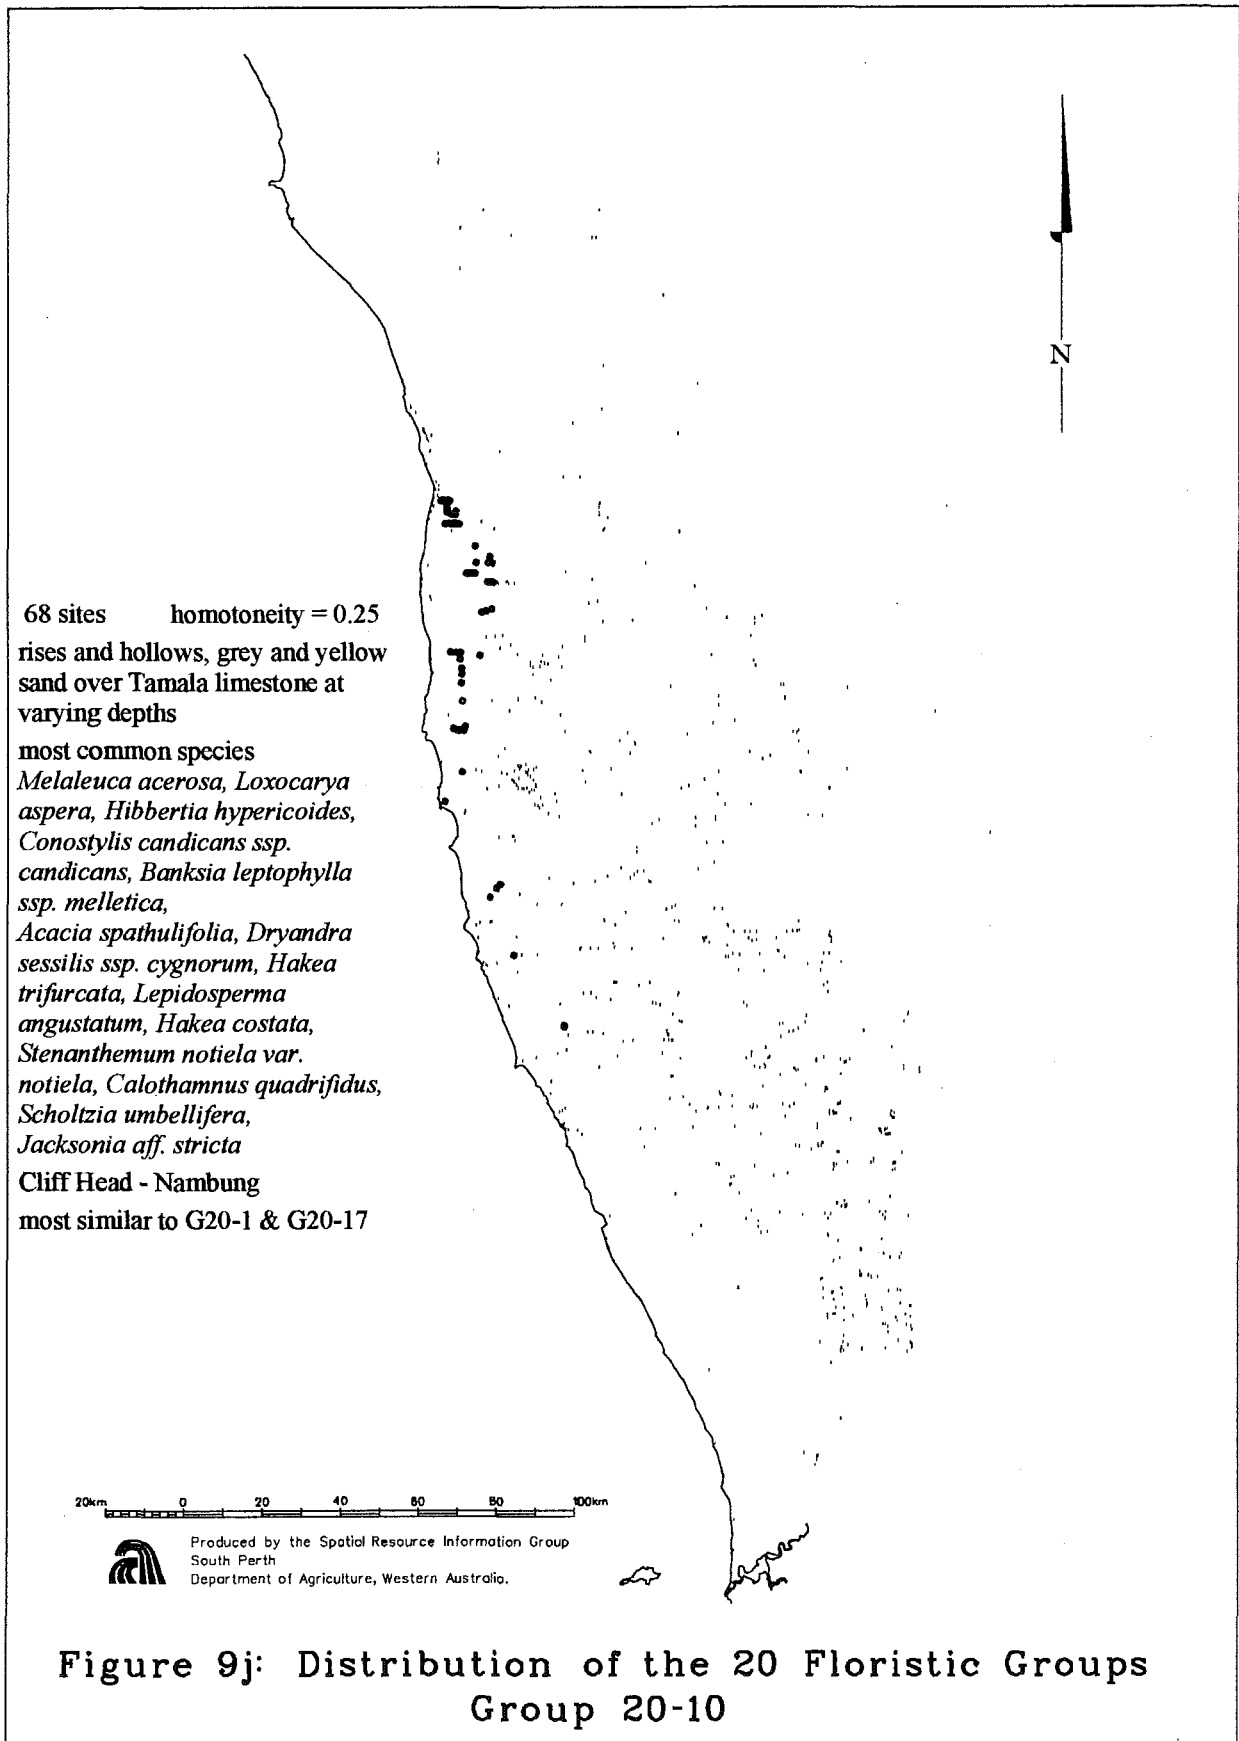 N
68 sites homotoneity = 0.25
rises and hollows, grey and yellow
sand over Tamala limestone at
varying depths
most common species
Melaleuca acerosa, Loxocarya
aspera, Hibbertia hypericoides,
Conostylis candicans ssp.
candicans, Banksia leptophylla
ssp. melletica,
Acacia spathulifolia, Dryandra
sessilis ssp. cygnorum, Hakea
trifurcata, Lepidosperma
angustatum, Hakea costata,
Stenanthemum notiela var.
notiela, Calothamnus quadrifidus,
Scholtzia umbellifera,
Jacksonia aff. stricta
Cliff Head - Nambung
most similar to G20-1 & G20-17
20km 0 20 40 60 80 100km
Produced by the Spatial Resource Information Group
South Perth
Department of Agriculture, Western Australia.
Figure 9j: Distribution of the 20 Floristic Groups
Group 20-10